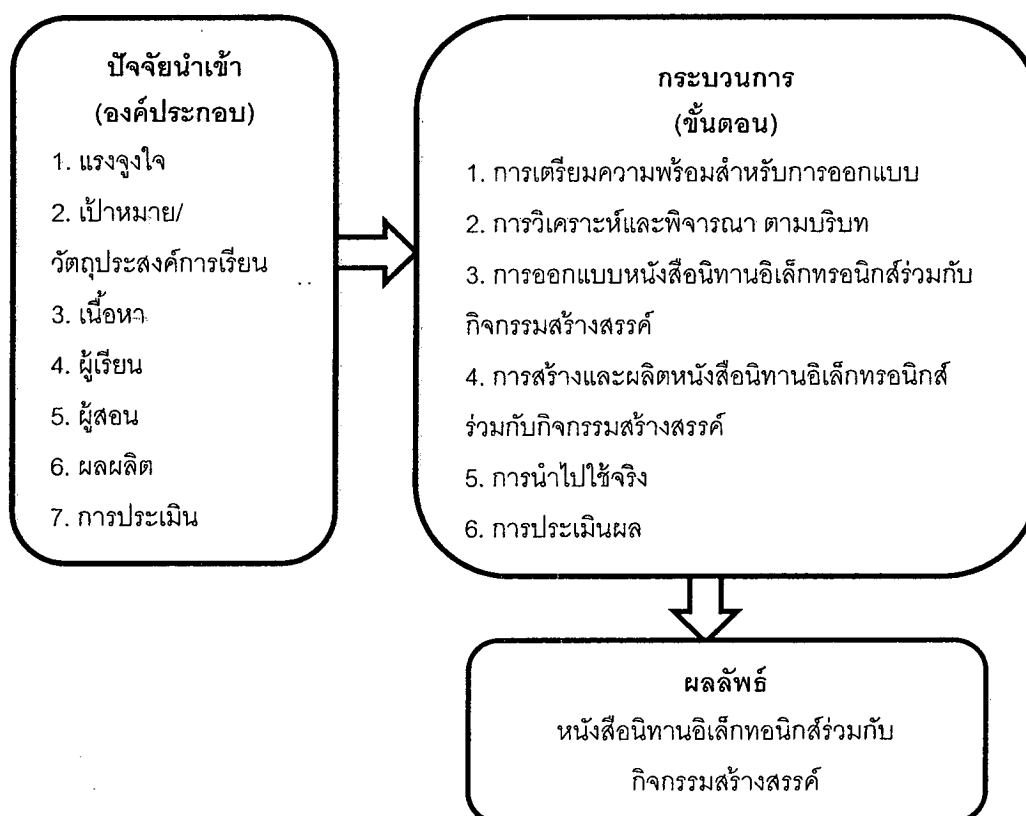 ปัจจัยนำเข้า
(องค์ประกอบ)
1. แรงจูงใจ
2. เป้าหมาย/
วัตถุประสงค์การเรียน
3. เนื้อหา
4. ผู้เรียน
5. ผู้สอน
6. ผลผลิต
7. การประเมิน
กระบวนการ
(ขั้นตอน)
1. การเตรียมความพร้อมสำหรับการออกแบบ
2. การวิเคราะห์และพิจารณา ตามบริบท
3. การออกแบบหนังสือนิทานอิเล็กทรอนิกส์ร่วมกับ
กิจกรรมสร้างสรรค์
4. การสร้างและผลิตหนังสือนิทานอิเล็กทรอนิกส์
ร่วมกับกิจกรรมสร้างสรรค์
5. การนำไปใช้จริง
6. การประเมินผล
ผลลัพธ์
หนังสือนิทานอิเล็กทอนิกส์ร่วมกับ
กิจกรรมสร้างสรรค์